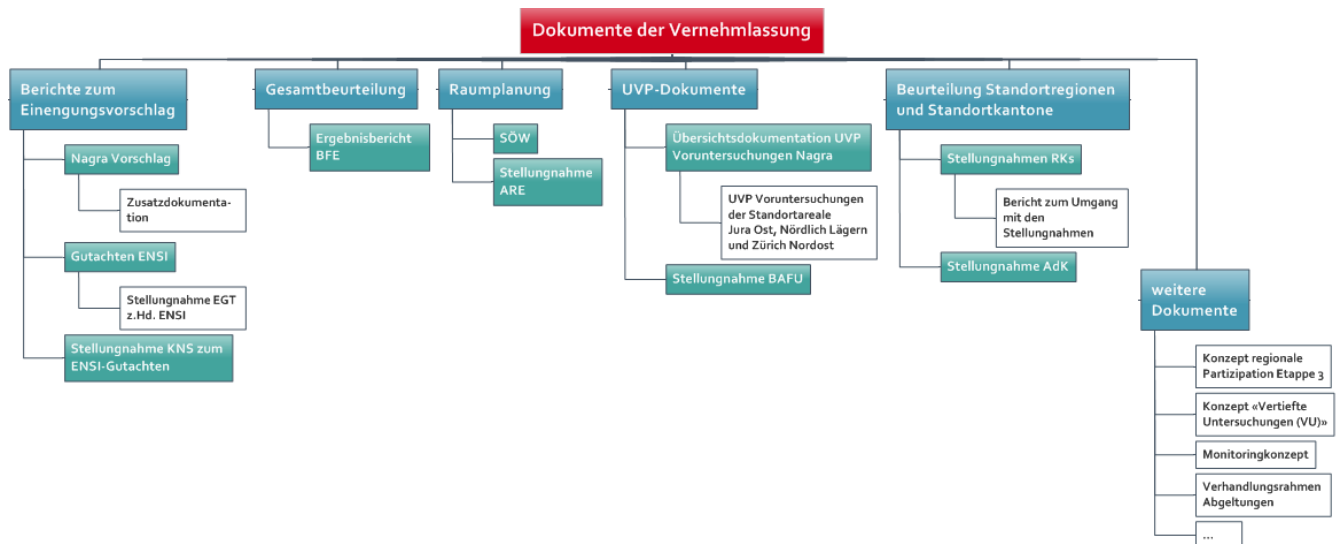 Dokumente der Vernehmlassung
Berichte zum
Einengungsvorschlag
Nagra Vorschlag
Zusatzdokumenta-
tion
Gutachten ENSI
Stellungnahme EGT
z.Hd. ENSI
Stellungnahme KNS zum
ENSI-Gutachten
Gesamtbeurteilung
Ergebnisbericht
BFE
Raumplanung
SÖW
Stellungnahme
ARE
UVP-Dokumente
Übersichtsdokumentation UVP
Voruntersuchungen Nagra
UVP Voruntersuchungen
der Standortareale
Jura Ost, Nördlich Lägern
und Zürich Nordost
Stellungnahme BAFU
Beurteilung Standortregionen
und Standortkantone
Stellungnahmen RKs
Bericht zum Umgang
mit den
Stellungnahmen
Stellungnahme AdK
weitere
Dokumente
Konzept regionale
Partizipation Etappe 3
Konzept «Vertiefte
Untersuchungen (VU)»
Monitoringkonzept
Verhandlungsrahmen
Abgeltungen
...